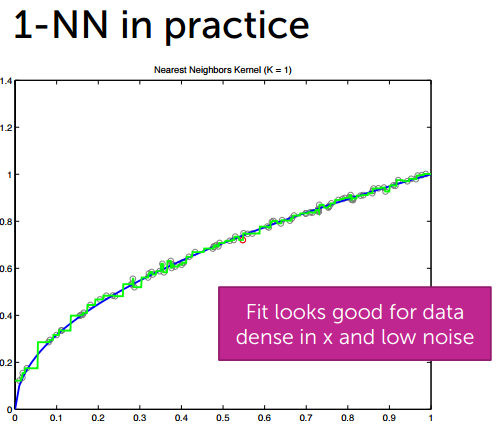 1-NN in practice
Nearest Neighbors Kernel (K = 1)
1.4
1.2
1
0.8
0.6
0.4
0.2
0
0 0.1 0.2 0.3 0.4 0.5 0.6 0.7 0.8 0.9 1
Fit looks good for data
dense in x and low noise